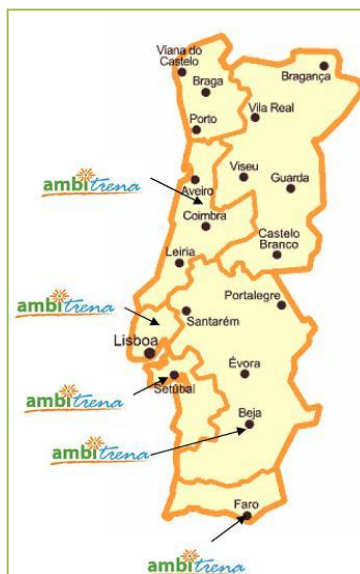 Viana do
Castelo
Bragança
Braga
Vila Real
Porto
Viseu
Aveiro
Guarda
ambitrena
Coimbra
Castelo
Branco
Leiria
Portalegre
ambitrena
Santarém
Lisboa
Évora
Setúbal
ambitrena
Beja
ambitrena
Faro
ambitrena